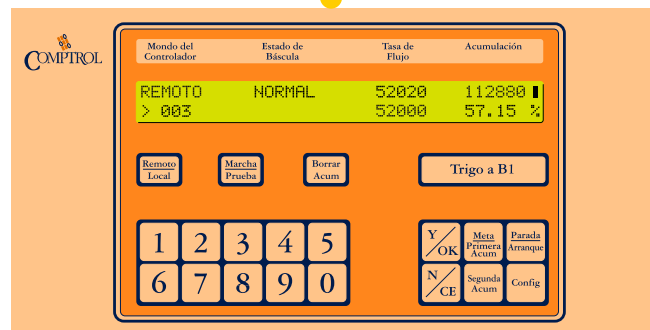 COMPTROL
Mondo del Controlador
Estado de Báscula
Tasa de Flujo
Acumulación
REMOTO NORMAL 52020 112880
> 003 52000 57.15 %
Remoto
Local
Marcha
Prueba
Borrar
Acum
Trigo a B1
1 2 3 4 5
6 7 8 9 0
Y/OK
Meta
Primera
Acum
Parada
Arranque
N/CE
Segunda
Acum
Config